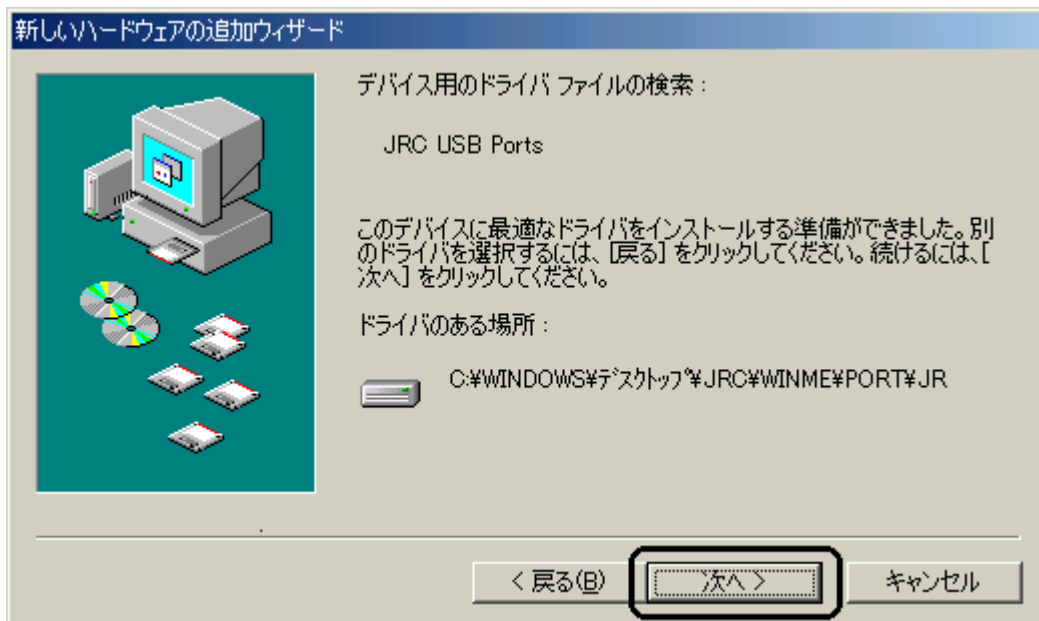 新しいハードウェアの追加ウィザード
デバイス用のドライバ ファイルの検索 :
JRC USB Ports
このデバイスに最適なドライバをインストールする準備ができました。別
のドライバを選択するには、[戻る] をクリックしてください。続けるには、[
次へ] をクリックしてください。
ドライバのある場所 :
C:¥WINDOWS¥ﾃﾞｽｸﾄｯﾌﾟ¥JRC¥WINME¥PORT¥JR
< 戻る(B)
次へ >
キャンセル